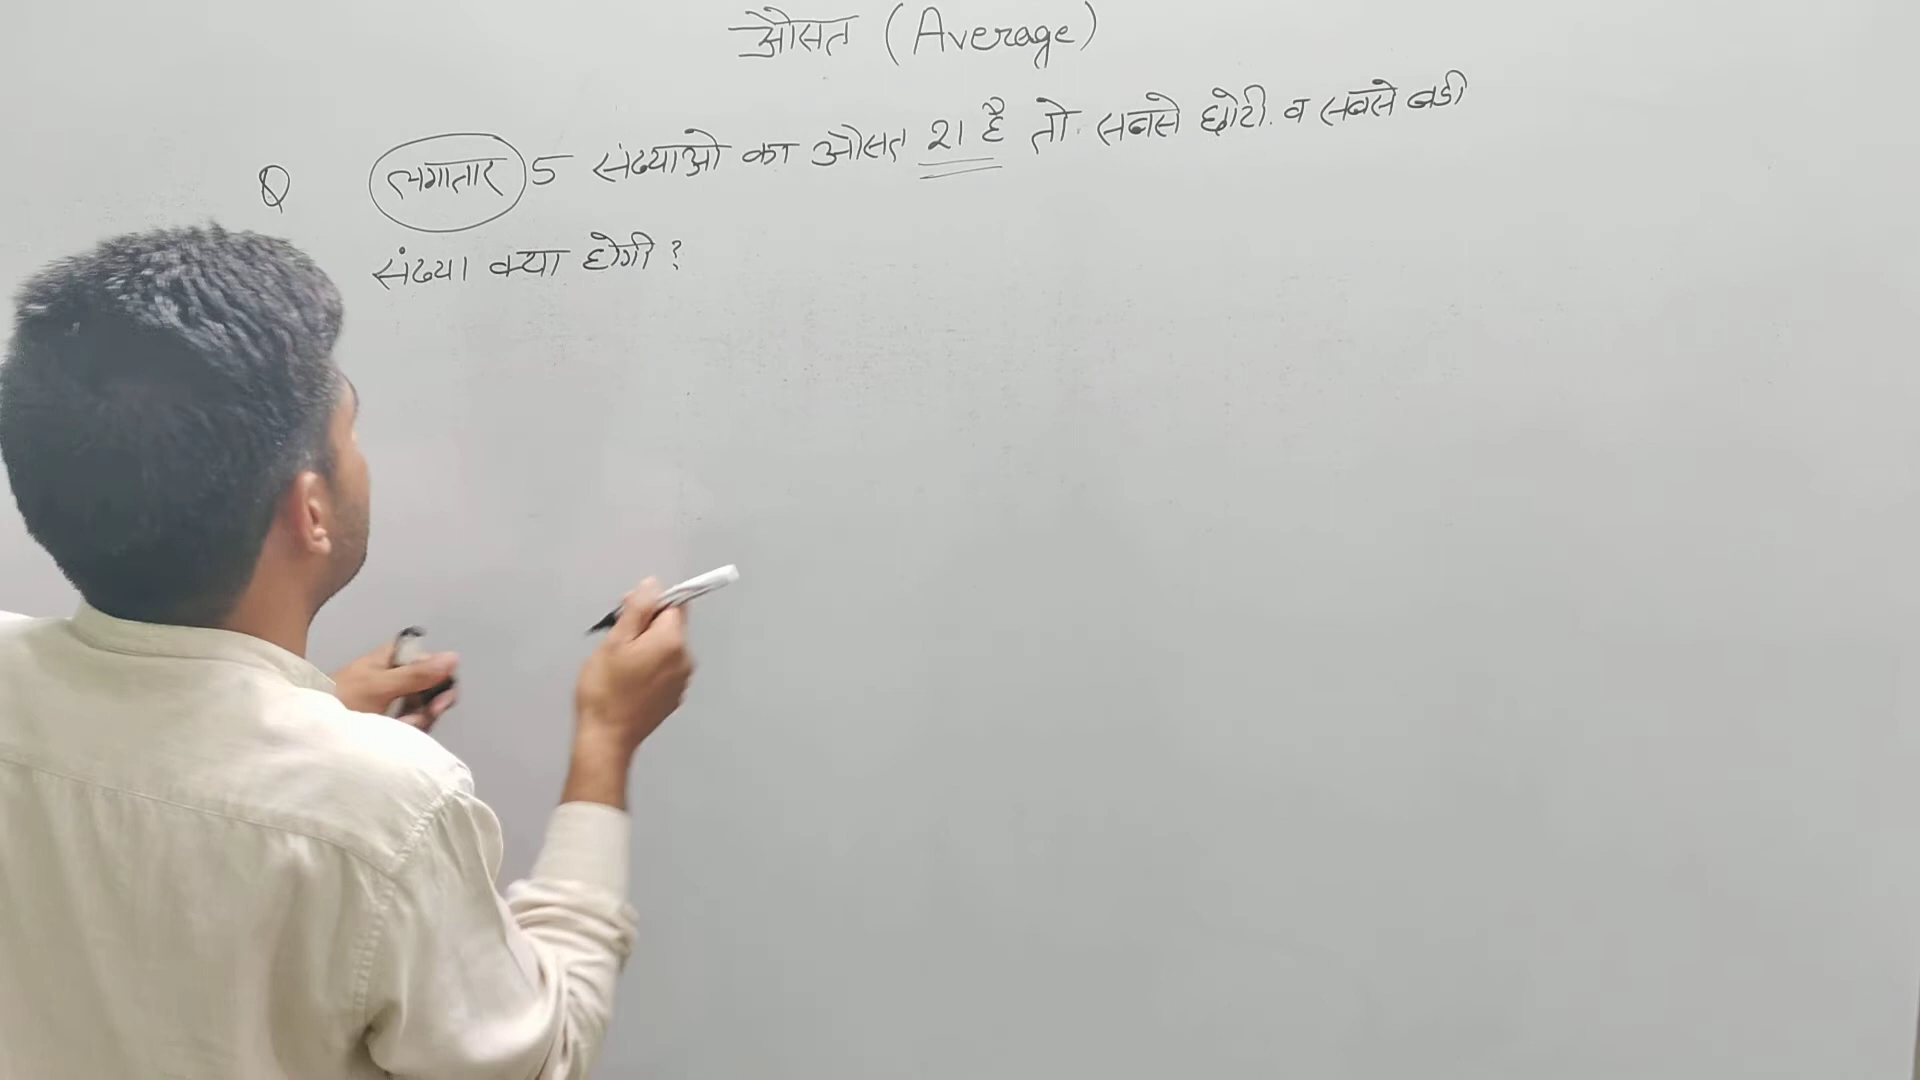 औसत (Average)
Q लगातार 5 संख्याओ का औसत 21 है तो सबसे छोटी व सबसे बडी
संख्या क्या होगी ?